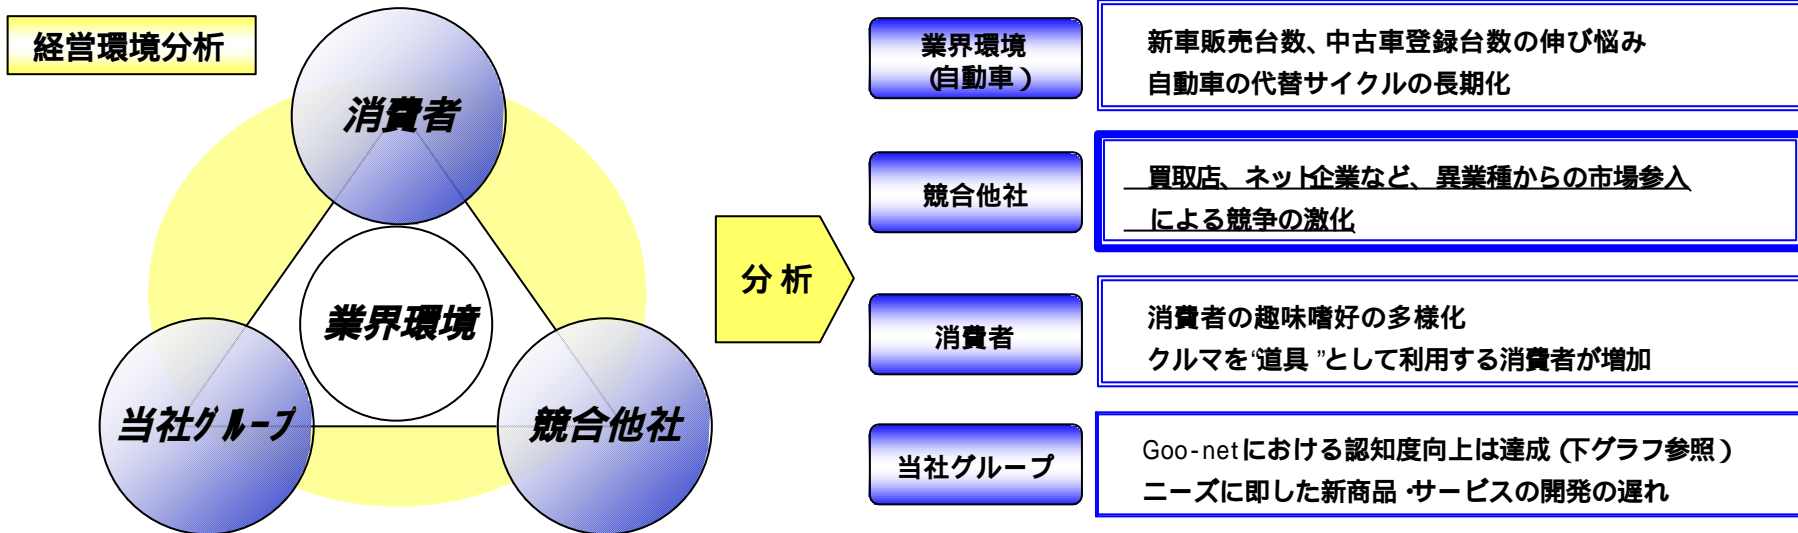 経営環境分析
消費者
業界環境
当社グループ
競合他社
分析
業界環境
(自動車)
新車販売台数、中古車登録台数の伸び悩み
自動車の代替サイクルの長期化
競合他社
買取店、ネット企業など、異業種からの市場参入
による競争の激化
消費者
消費者の趣味嗜好の多様化
クルマを“道具”として利用する消費者が増加
当社グループ
Goo-netにおける認知度向上は達成(下グラフ参照)
ニーズに即した新商品・サービスの開発の遅れ